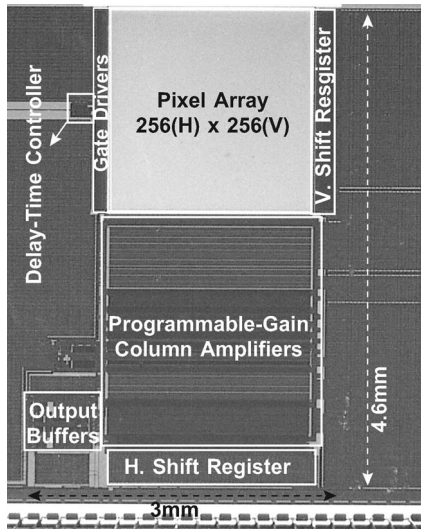 Pixel Array
256(H) x 256(V)
Gate Drivers
V. Shift Resgister
Delay-Time Controller
Programmable-Gain
Column Amplifiers
Output
Buffers
H. Shift Register
4.6mm
3mm